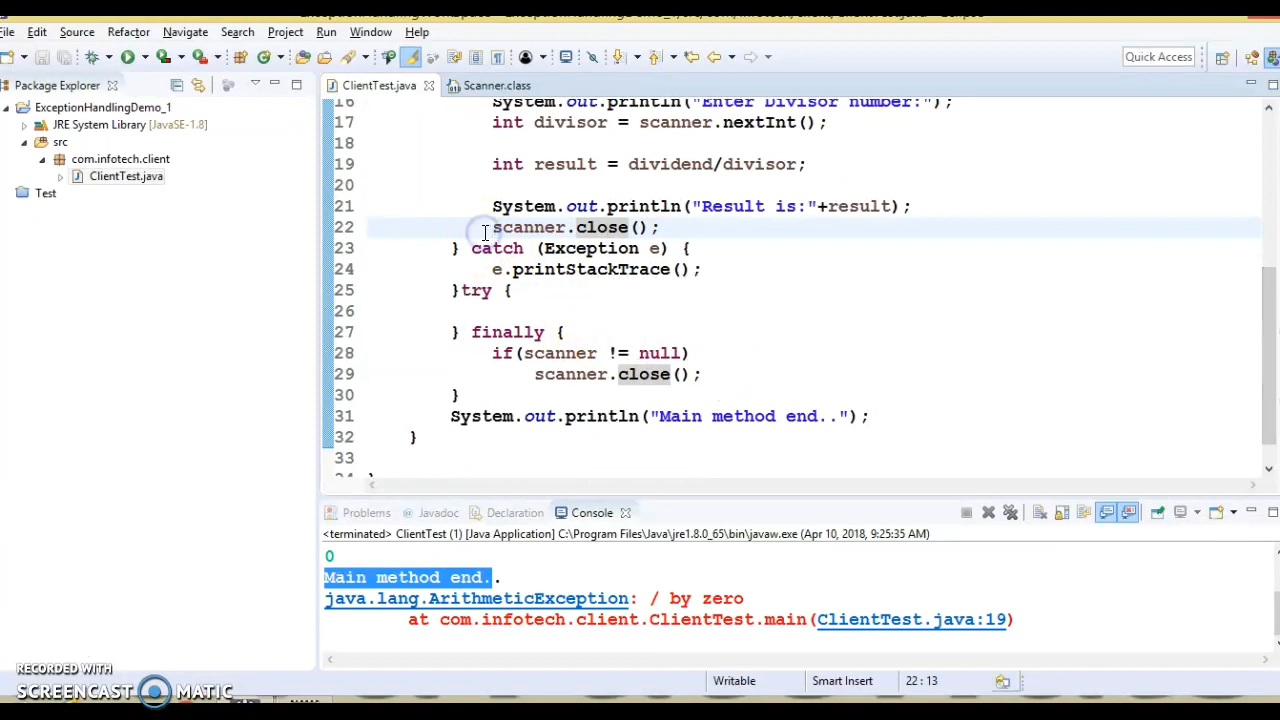 File Edit Source Refactor Navigate Search Project Run Window Help
Quick Access
Package Explorer
ExceptionHandlingDemo_1
JRE System Library [JavaSE-1.8]
src
com.infotech.client
ClientTest.java
Test
ClientTest.java Scanner.class
16 System.out.println("Enter Divisor number:");
17 int divisor = scanner.nextInt();
18
19 int result = dividend/divisor;
20
21 System.out.println("Result is:"+result);
22 scanner.close();
23 } catch (Exception e) {
24 e.printStackTrace();
25 }try {
26
27 } finally {
28 if(scanner != null)
29 scanner.close();
30 }
31 System.out.println("Main method end..");
32 }
33
Problems Javadoc Declaration Console
<terminated> ClientTest (1) [Java Application] C:\Program Files\Java\jre1.8.0_65\bin\javaw.exe (Apr 10, 2018, 9:25:35 AM)
0
Main method end..
java.lang.ArithmeticException: / by zero
at com.infotech.client.ClientTest.main(ClientTest.java:19)
Writable Smart Insert 22 : 13
RECORDED WITH
SCREENCAST MATIC